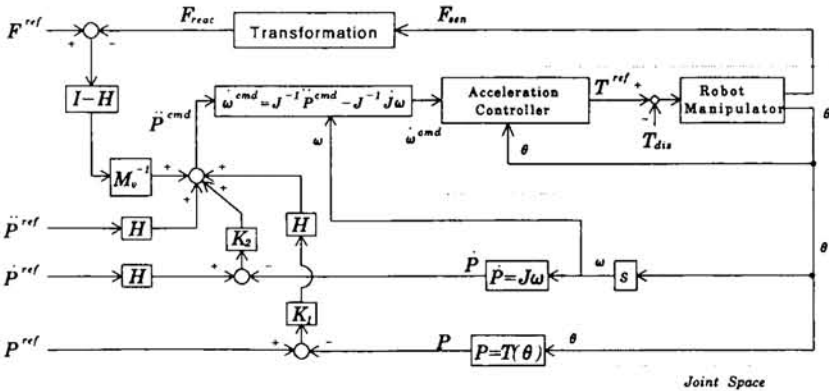 F^ref + − F_reac Transformation F_sen
I−H
P̈^cmd ω̇^cmd = J^−1 P̈^cmd − J^−1 J̇ω Acceleration Controller T^ref + − Robot Manipulator
ω ω̇^cmd θ T_dis θ
M_v^−1 + + + + +
P̈^ref H H
K_2 θ
Ṗ^ref H + − Ṗ Ṗ=Jω ω s
K_1
P^ref + − P P=T(θ) θ
Joint Space